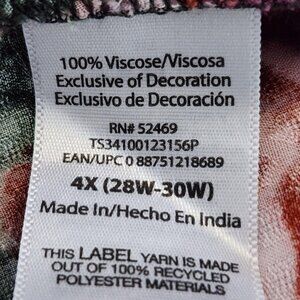 100% Viscose/Viscosa
Exclusive of Decoration
Exclusivo de Decoración
RN# 52469
TS34100123156P
EAN/UPC 0 88751218689
4X (28W-30W)
Made In/Hecho En India
THIS LABEL YARN IS MADE
OUT OF 100% RECYCLED
POLYESTER MATERIALS